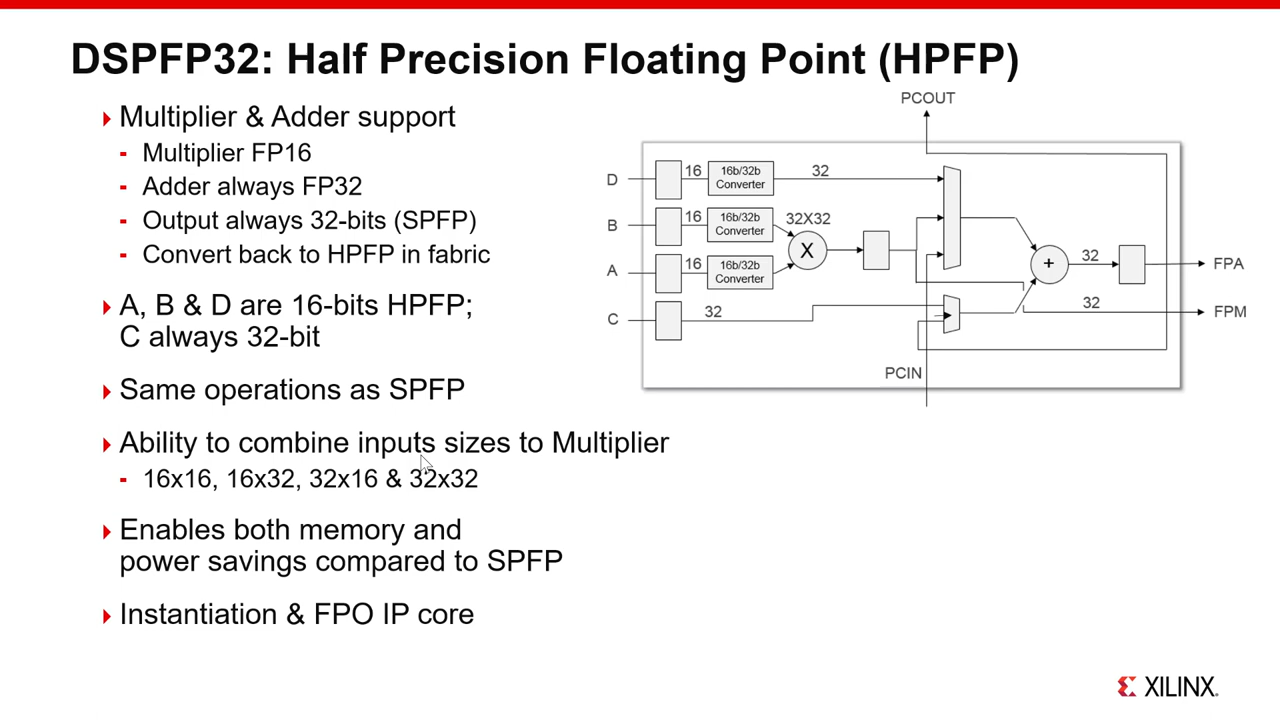 DSPFP32: Half Precision Floating Point (HPFP)
Multiplier & Adder support
- Multiplier FP16
- Adder always FP32
- Output always 32-bits (SPFP)
- Convert back to HPFP in fabric
A, B & D are 16-bits HPFP;
C always 32-bit
Same operations as SPFP
Ability to combine inputs sizes to Multiplier
- 16x16, 16x32, 32x16 & 32x32
Enables both memory and
power savings compared to SPFP
Instantiation & FPO IP core
PCOUT
D
16
16b/32b
Converter
32
B
16
16b/32b
Converter
32X32
X
A
16
16b/32b
Converter
C
32
+
32
FPA
32
FPM
PCIN
XILINX.